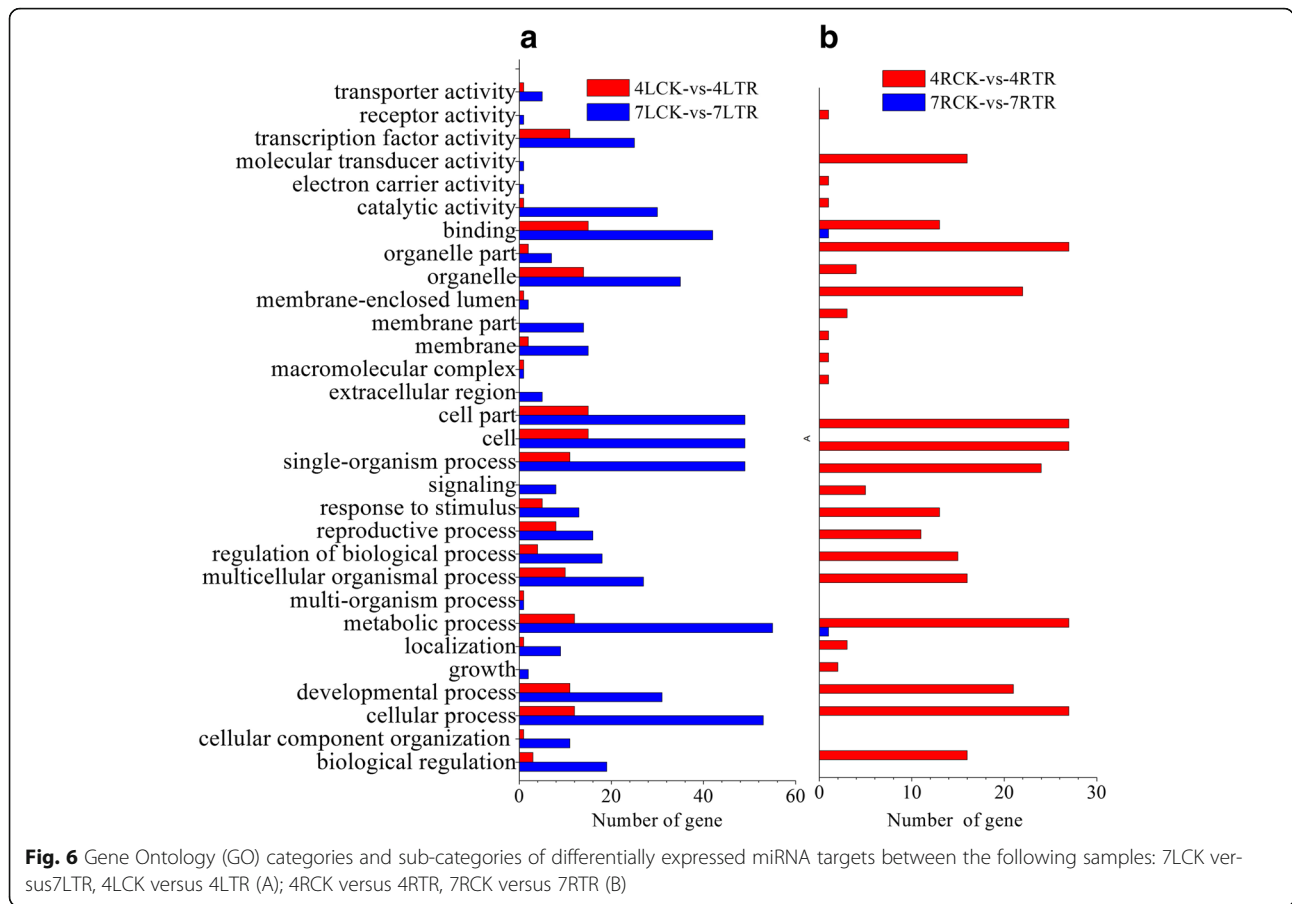 a
b
4LCK-vs-4LTR
7LCK-vs-7LTR
4RCK-vs-4RTR
7RCK-vs-7RTR
transporter activity
receptor activity
transcription factor activity
molecular transducer activity
electron carrier activity
catalytic activity
binding
organelle part
organelle
membrane-enclosed lumen
membrane part
membrane
macromolecular complex
extracellular region
cell part
cell
single-organism process
signaling
response to stimulus
reproductive process
regulation of biological process
multicellular organismal process
multi-organism process
metabolic process
localization
growth
developmental process
cellular process
cellular component organization
biological regulation
A
0 20 40 60
Number of gene
0 10 20 30
Number of gene
Fig. 6 Gene Ontology (GO) categories and sub-categories of differentially expressed miRNA targets between the following samples: 7LCK ver-
sus7LTR, 4LCK versus 4LTR (A); 4RCK versus 4RTR, 7RCK versus 7RTR (B)